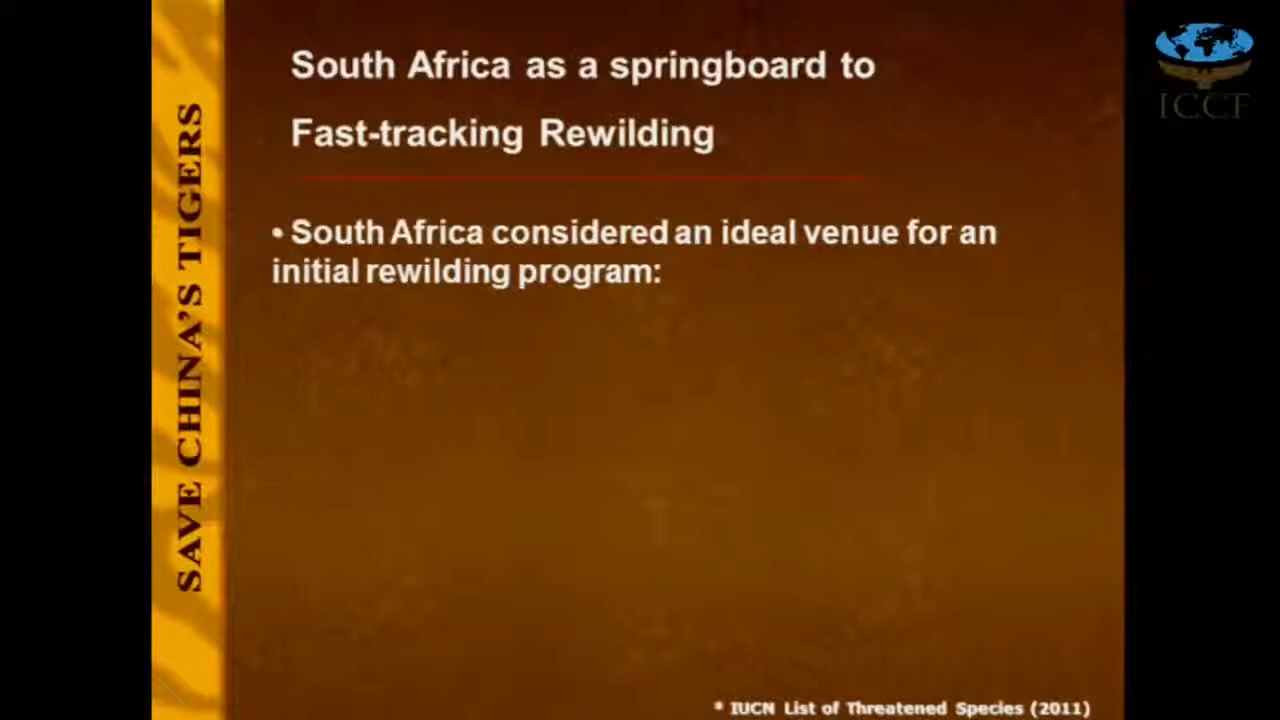 South Africa as a springboard to
Fast-tracking Rewilding
• South Africa considered an ideal venue for an
initial rewilding program:
SAVE CHINA'S TIGERS
* IUCN List of Threatened Species (2011)
ICCF